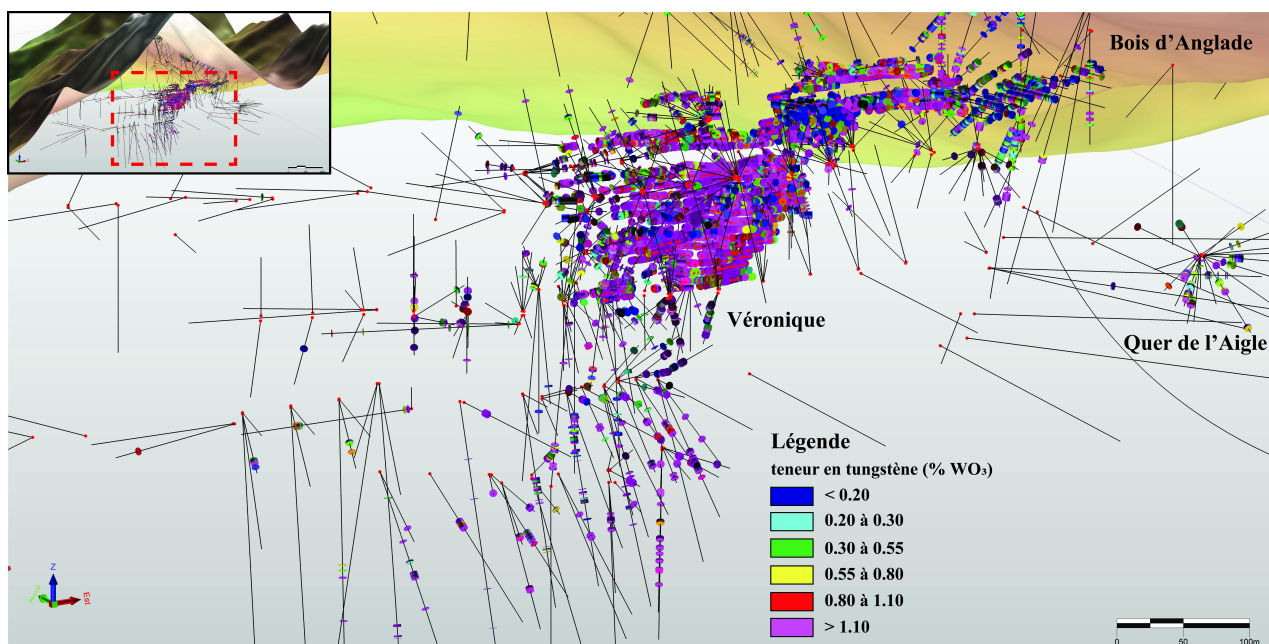 Bois d'Anglade
Véronique
Quer de l'Aigle
Légende
teneur en tungstène (% WO₃)
< 0.20
0.20 à 0.30
0.30 à 0.55
0.55 à 0.80
0.80 à 1.10
> 1.10
Z
Est
0 50 100m